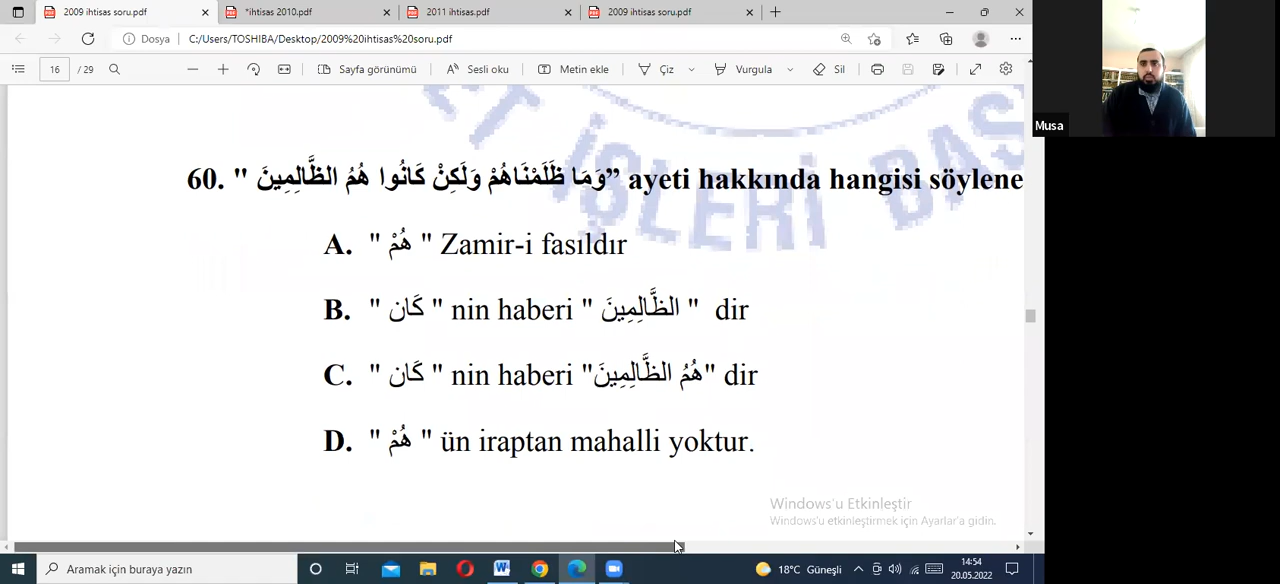 2009 ihtisas soru.pdf
*ihtisas 2010.pdf
2011 ihtisas.pdf
2009 ihtisas soru.pdf
Dosya
C:/Users/TOSHIBA/Desktop/2009%20ihtisas%20soru.pdf
16 / 29
Sayfa görünümü
Sesli oku
Metin ekle
Çiz
Vurgula
Sil
Musa
İŞLERİ BAŞ
60. " وَمَا ظَلَمْنَاهُمْ وَلَكِنْ كَانُوا هُمُ الظَّالِمِينَ” ayeti hakkında hangisi söylene
A. " هُمْ " Zamir-i fasıldır
B. " كَان " nin haberi " الظَّالِمِينَ " dir
C. " كَان " nin haberi "هُمُ الظَّالِمِينَ" dir
D. " هُمْ " ün iraptan mahalli yoktur.
Windows'u Etkinleştir
Windows'u etkinleştirmek için Ayarlar'a gidin.
Aramak için buraya yazın
18°C Güneşli
14:54
20.05.2022